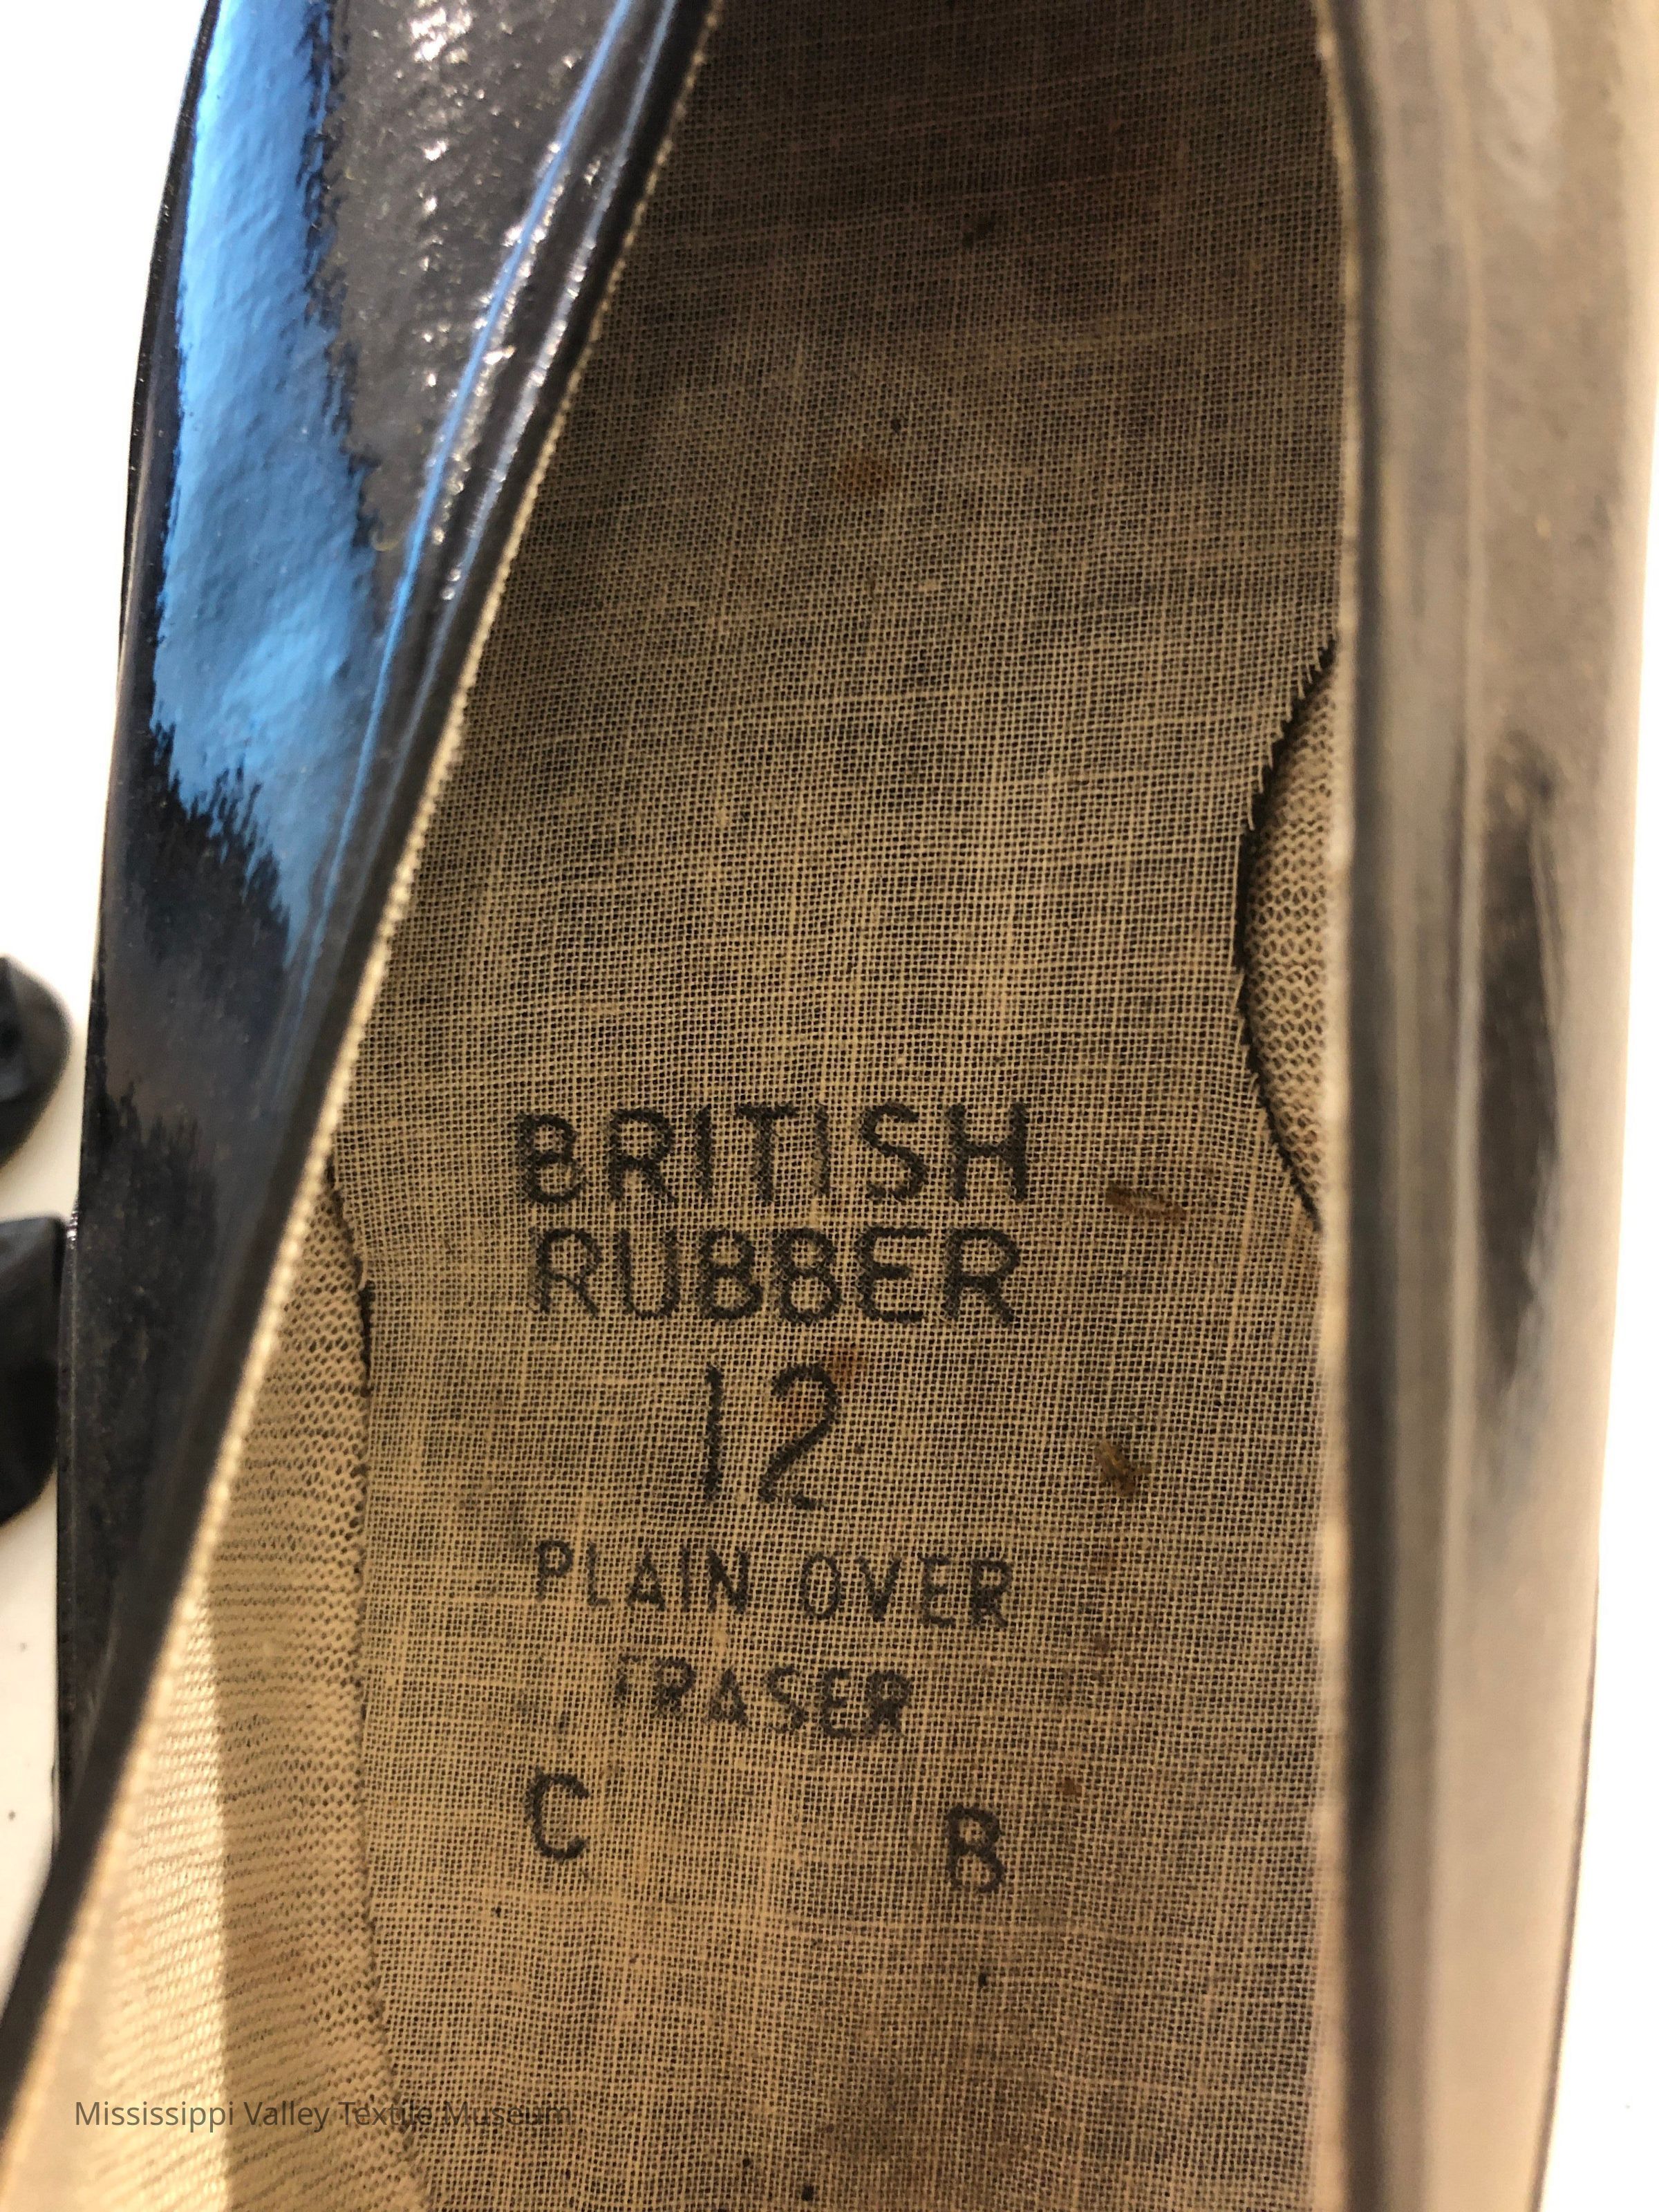 BRITISH
RUBBER
12
PLAIN OVER
FRASER
C B
Mississippi Valley Textile Museum